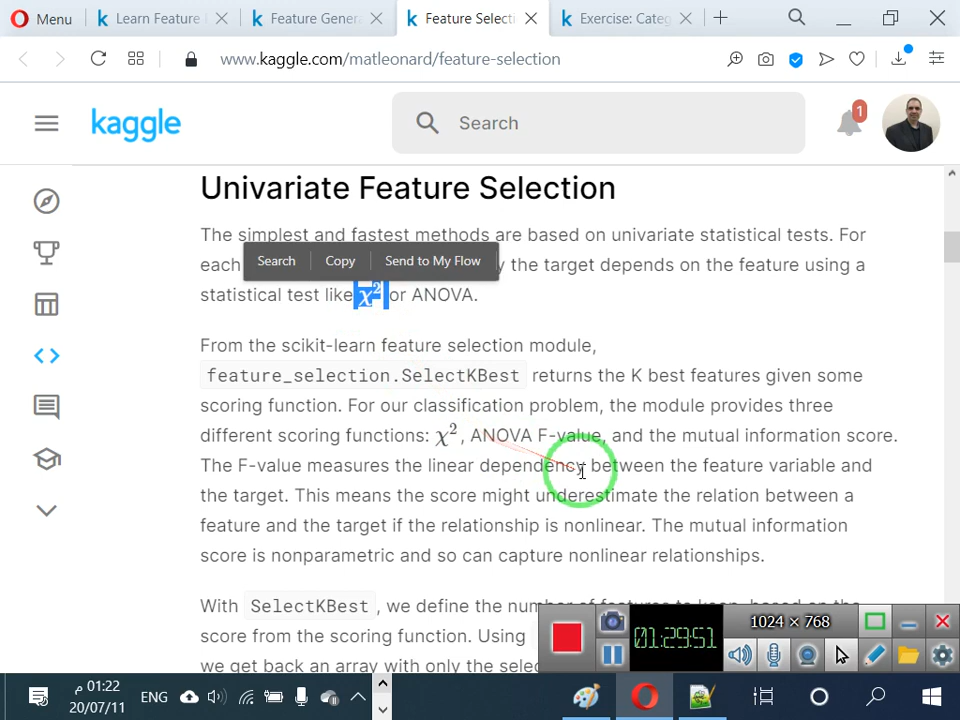 Menu
Learn Feature
Feature Gener
Feature Selecti
Exercise: Categ
www.kaggle.com/matleonard/feature-selection
kaggle
Search
1
Univariate Feature Selection
The simplest and fastest methods are based on univariate statistical tests. For
each
Search
Copy
Send to My Flow
y the target depends on the feature using a
statistical test like χ² or ANOVA.
From the scikit-learn feature selection module,
feature_selection.SelectKBest returns the K best features given some
scoring function. For our classification problem, the module provides three
different scoring functions: χ², ANOVA F-value, and the mutual information score.
The F-value measures the linear dependency between the feature variable and
the target. This means the score might underestimate the relation between a
feature and the target if the relationship is nonlinear. The mutual information
score is nonparametric and so can capture nonlinear relationships.
With SelectKBest, we define the number of features to keep, based on the
score from the scoring function. Using
we get back an array with only the selec
01:29:51
1024 × 768
01:22 م
ENG
20/07/11